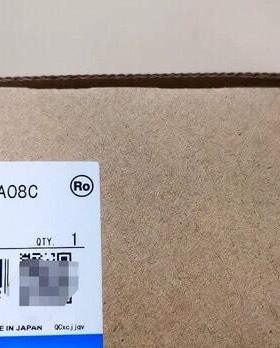 A08C
Ro
QTY. 1
E IN JAPAN QCxcjjqv